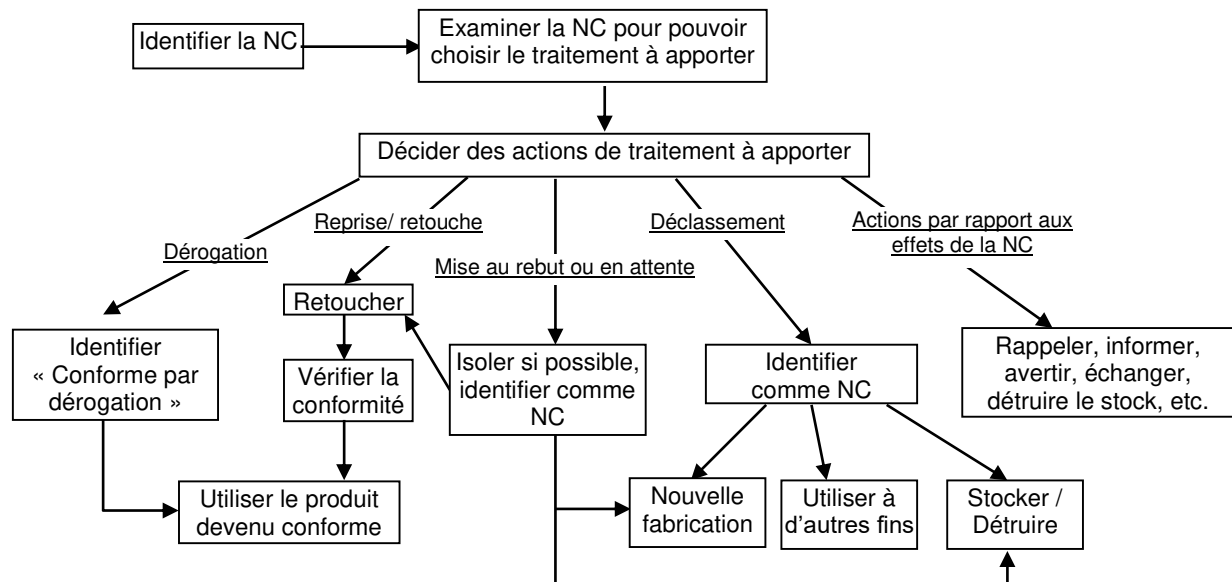 Identifier la NC
Examiner la NC pour pouvoir
choisir le traitement à apporter
Décider des actions de traitement à apporter
Dérogation
Reprise/ retouche
Mise au rebut ou en attente
Déclassement
Actions par rapport aux
effets de la NC
Identifier
« Conforme par
dérogation »
Retoucher
Vérifier la
conformité
Isoler si possible,
identifier comme
NC
Identifier
comme NC
Rappeler, informer,
avertir, échanger,
détruire le stock, etc.
Utiliser le produit
devenu conforme
Nouvelle
fabrication
Utiliser à
d'autres fins
Stocker /
Détruire